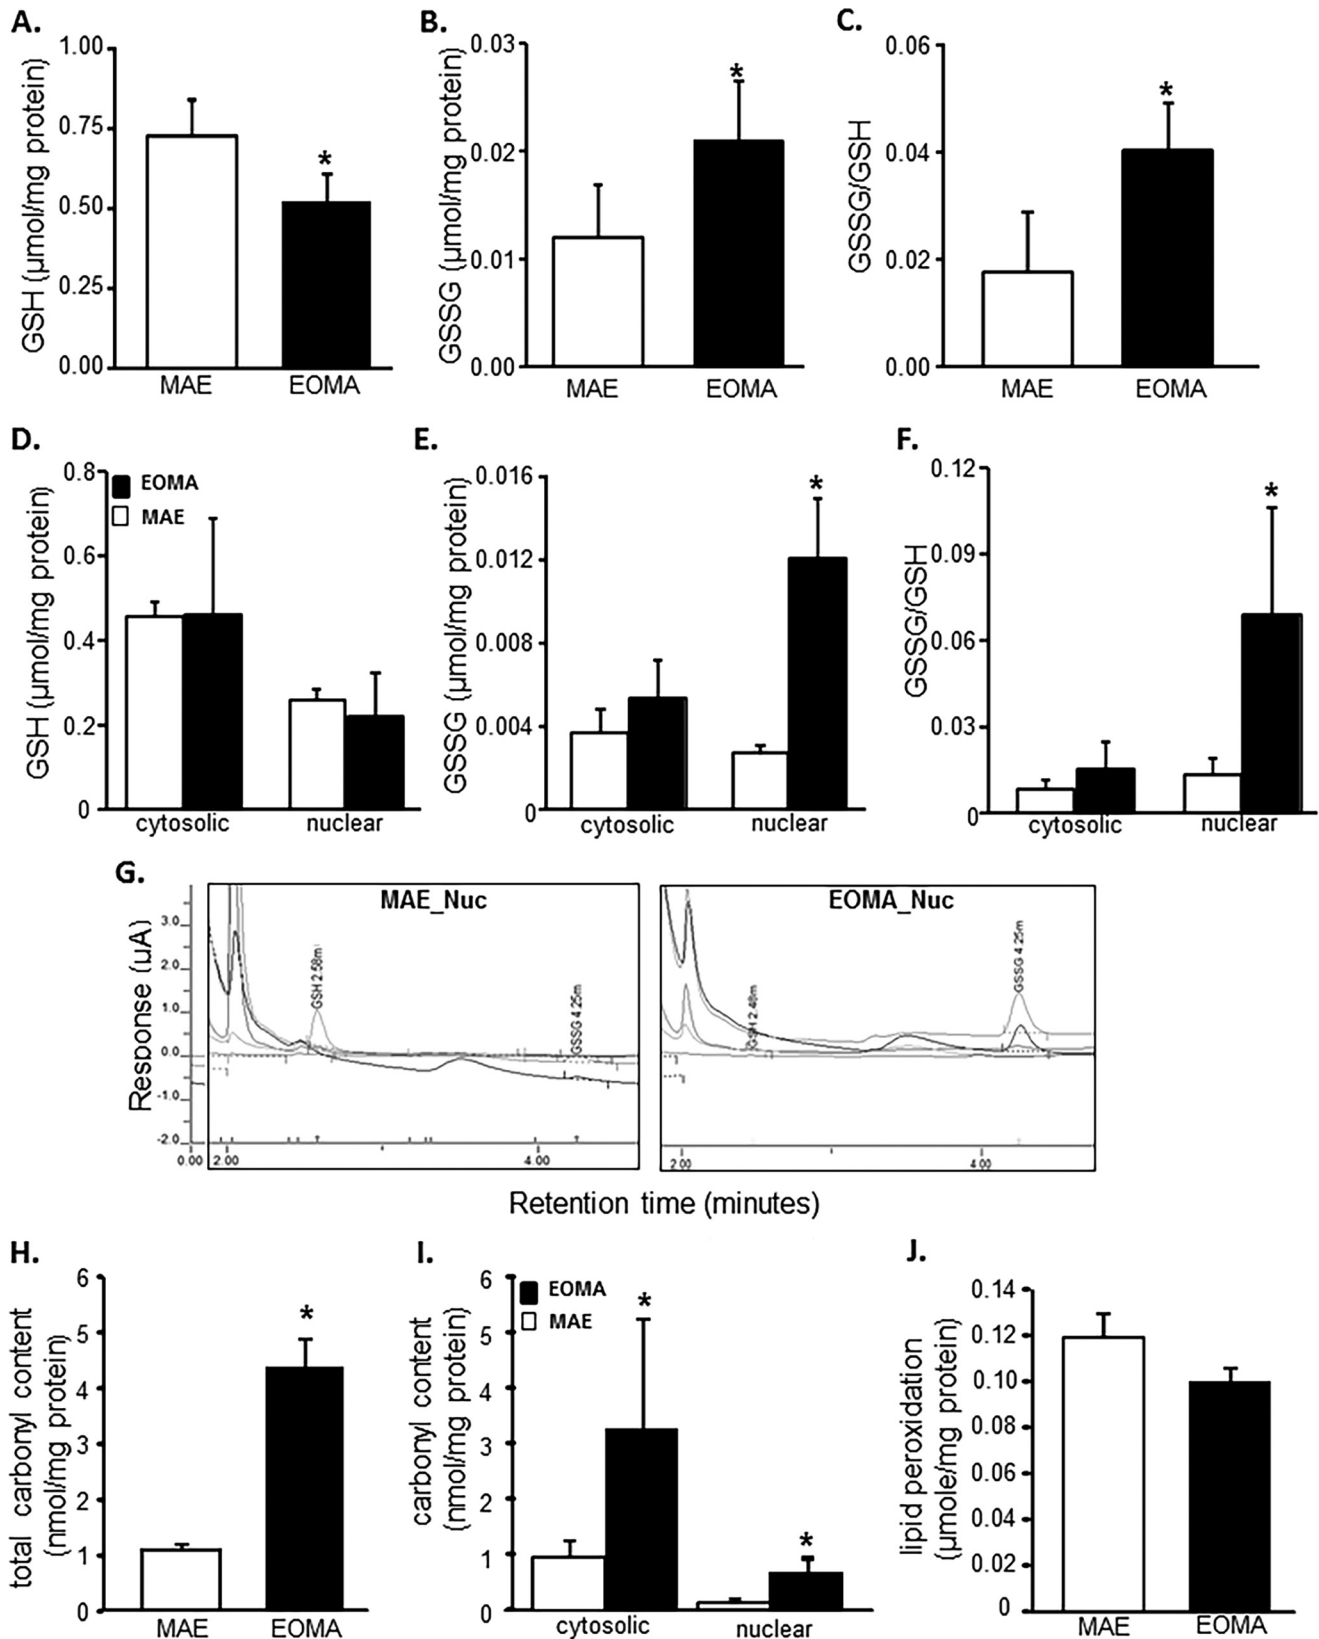 A.
GSH (µmol/mg protein)
1.00
0.75
0.50
0.25
0.00
*
MAE EOMA
B.
GSSG (µmol/mg protein)
0.03
0.02
0.01
0.00
*
MAE EOMA
C.
GSSG/GSH
0.06
0.04
0.02
0.00
*
MAE EOMA
D.
GSH (µmol/mg protein)
0.8
0.6
0.4
0.2
0
EOMA
MAE
cytosolic nuclear
E.
GSSG (µmol/mg protein)
0.016
0.012
0.008
0.004
0
*
cytosolic nuclear
F.
GSSG/GSH
0.12
0.09
0.06
0.03
0
*
cytosolic nuclear
G.
Response (µA)
3.0
2.0
1.0
0.0
-1.0
-2.0
0.00 2.00 4.00
MAE_Nuc
GSH 2.58m
GSSG 4.25m
EOMA_Nuc
GSH 2.48m
GSSG 4.25m
2.00 4.00
Retention time (minutes)
H.
total carbonyl content
(nmol/mg protein)
6
5
4
3
2
1
0
*
MAE EOMA
I.
carbonyl content
(nmol/mg protein)
6
5
4
3
2
1
0
EOMA
MAE
*
*
cytosolic nuclear
J.
lipid peroxidation
(µmole/mg protein)
0.14
0.12
0.10
0.08
0.06
0.04
0.02
0
MAE EOMA